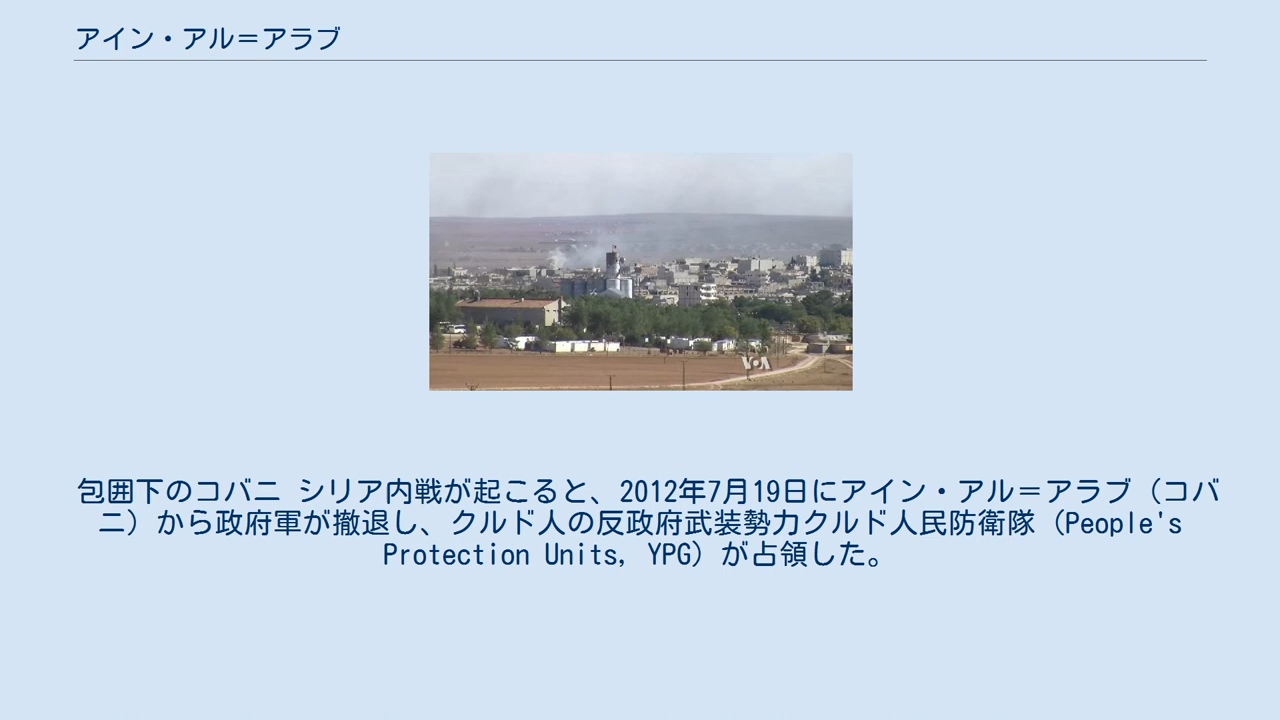 アイン・アル＝アラブ
VOA
包囲下のコバニ シリア内戦が起こると、2012年7月19日にアイン・アル＝アラブ（コバ
ニ）から政府軍が撤退し、クルド人の反政府武装勢力クルド人民防衛隊（People's
Protection Units, YPG）が占領した。